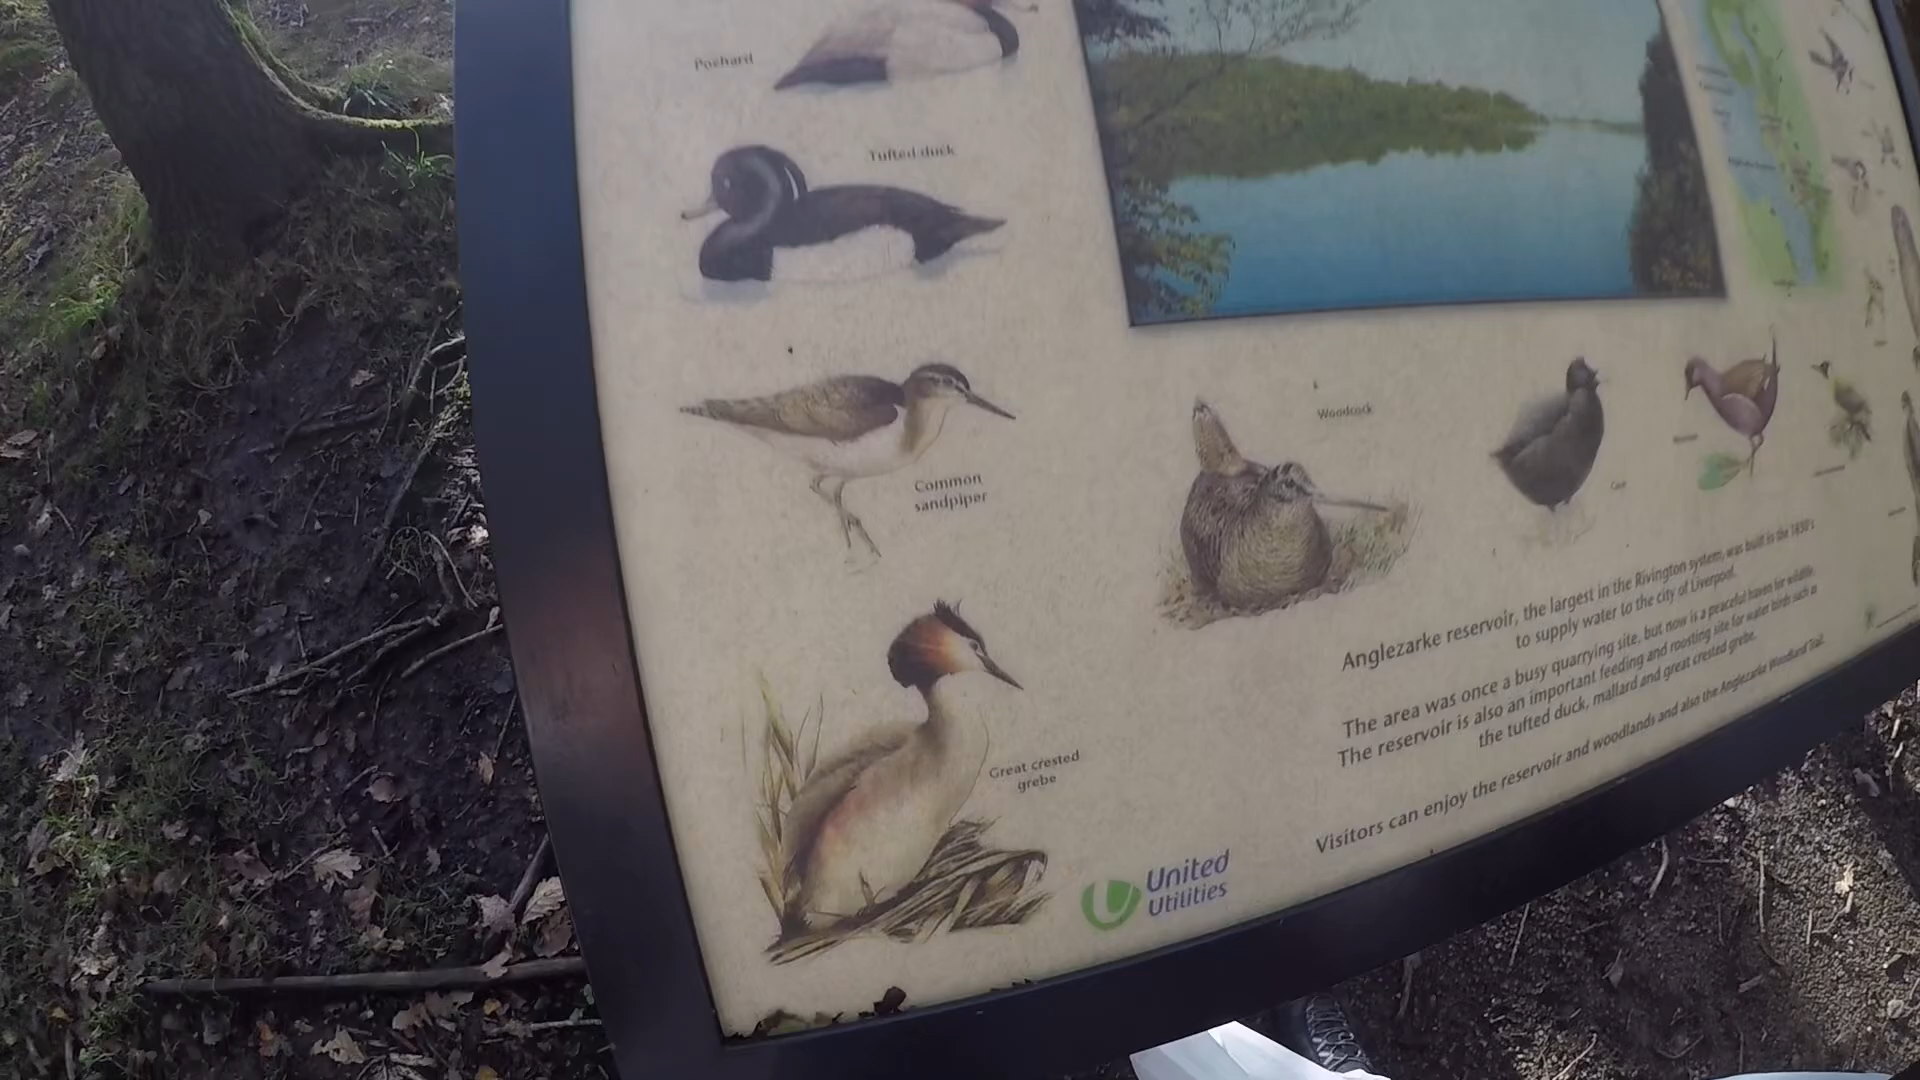 Pochard
Tufted duck
Common
sandpiper
Woodcock
Coot
Great crested
grebe
Anglezarke reservoir, the largest in the Rivington system, was built in the 1850's
to supply water to the city of Liverpool.
The area was once a busy quarrying site, but now is a peaceful haven for wildlife.
The reservoir is also an important feeding and roosting site for water birds such as
the tufted duck, mallard and great crested grebe.
Visitors can enjoy the reservoir and woodlands and also the Anglezarke Woodland Trail.
United
Utilities